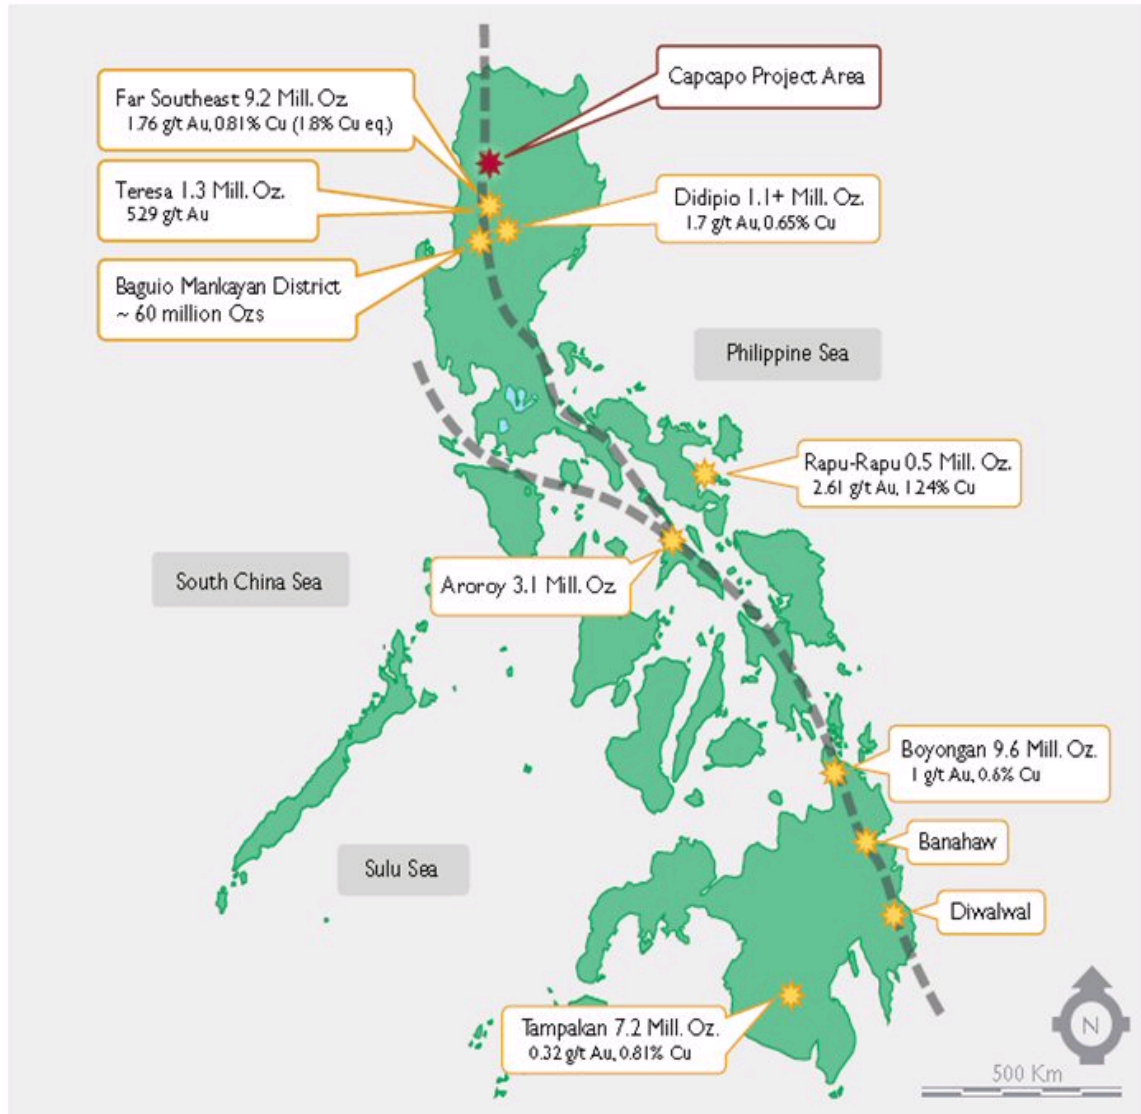 Capcapo Project Area
Far Southeast 9.2 Mill. Oz
1.76 g/t Au, 0.81% Cu (1.8% Cu eq.)
Teresa 1.3 Mill. Oz.
5.29 g/t Au
Didipio 1.1+ Mill. Oz.
1.7 g/t Au, 0.65% Cu
Baguio Mankayan District
~ 60 million Ozs
Philippine Sea
Rapu-Rapu 0.5 Mill. Oz.
2.61 g/t Au, 1.24% Cu
South China Sea
Aroroy 3.1 Mill. Oz
Boyongan 9.6 Mill. Oz.
1 g/t Au, 0.6% Cu
Banahaw
Sulu Sea
Diwalwal
Tampakan 7.2 Mill. Oz.
0.32 g/t Au, 0.81% Cu
N
500 Km